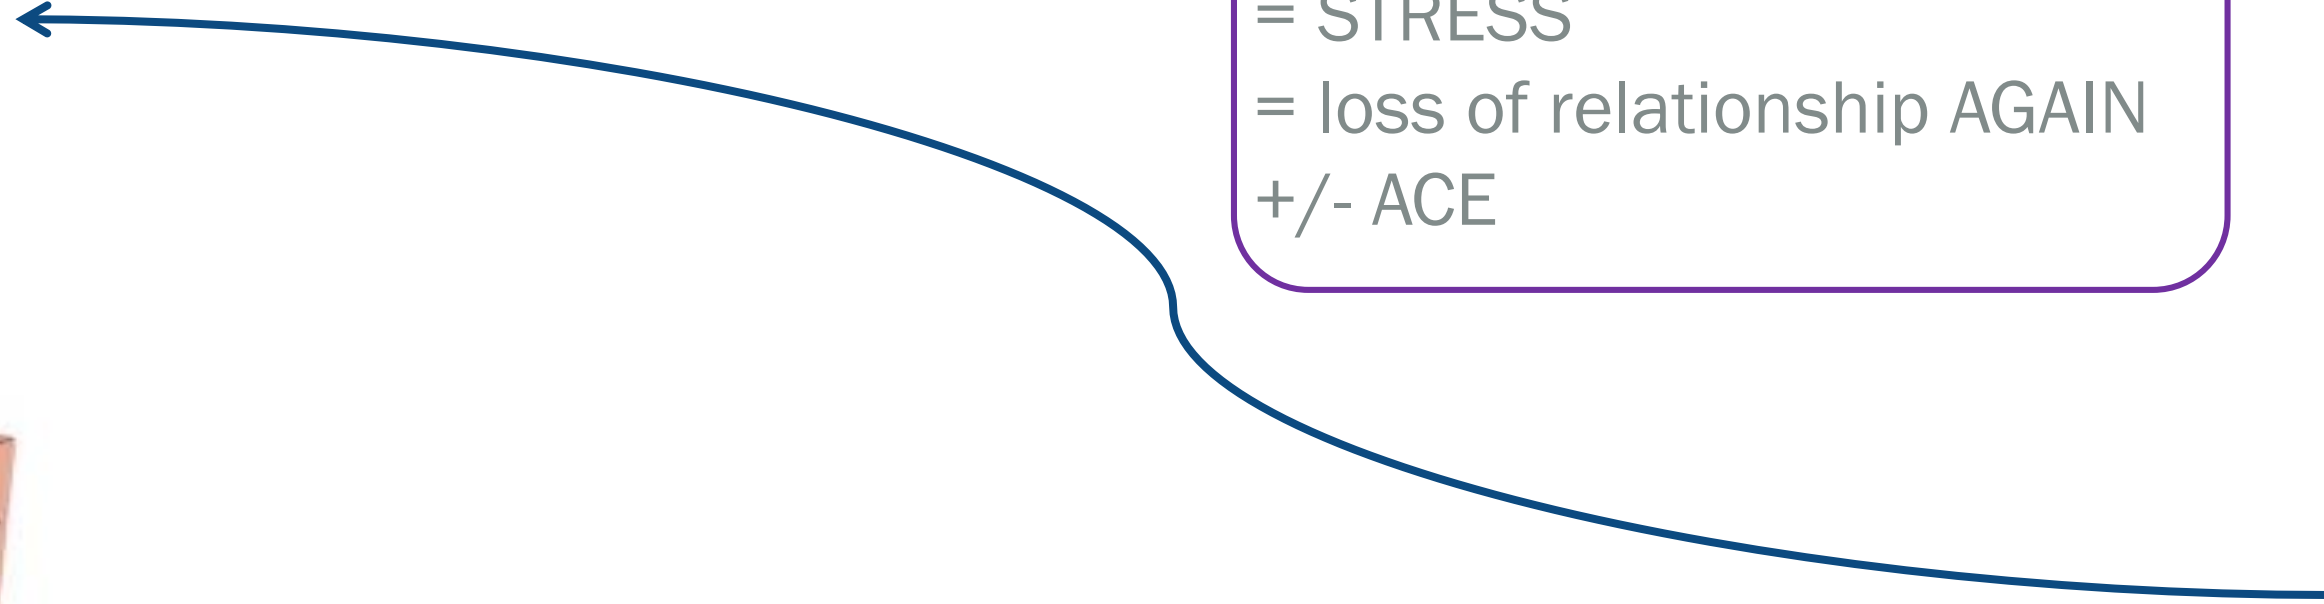 = STRESS
= loss of relationship AGAIN
+/- ACE